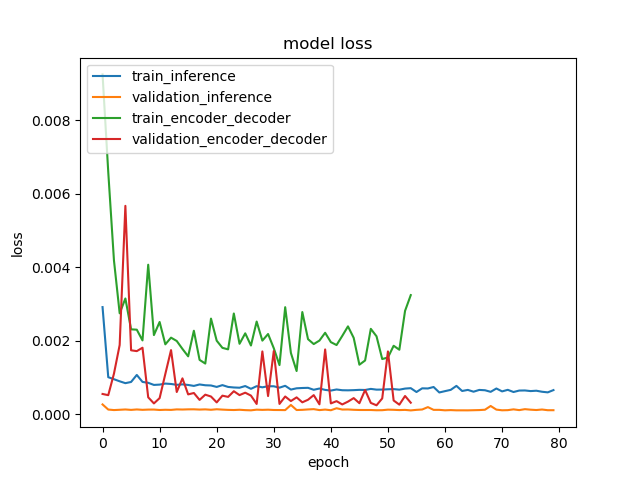 model loss
train_inference
validation_inference
train_encoder_decoder
validation_encoder_decoder
loss
0.008
0.006
0.004
0.002
0.000
0 10 20 30 40 50 60 70 80
epoch